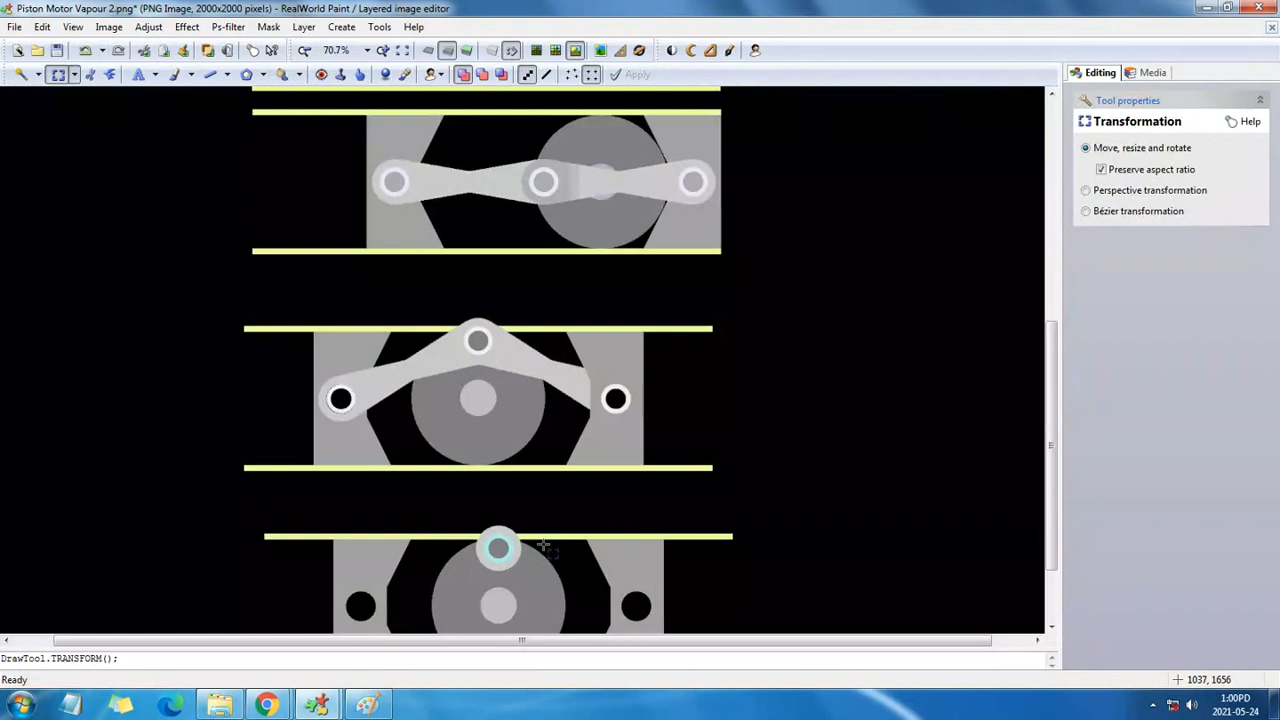 Piston Motor Vapour 2.png* (PNG Image, 2000x2000 pixels) - RealWorld Paint / Layered image editor
File Edit View Image Adjust Effect Ps-filter Mask Layer Create Tools Help
70.7%
Apply
Editing Media
Tool properties
Transformation Help
Move, resize and rotate
Preserve aspect ratio
Perspective transformation
Bézier transformation
DrawTool.TRANSFORM();
Ready 1037, 1656
1:00PD
2021-05-24